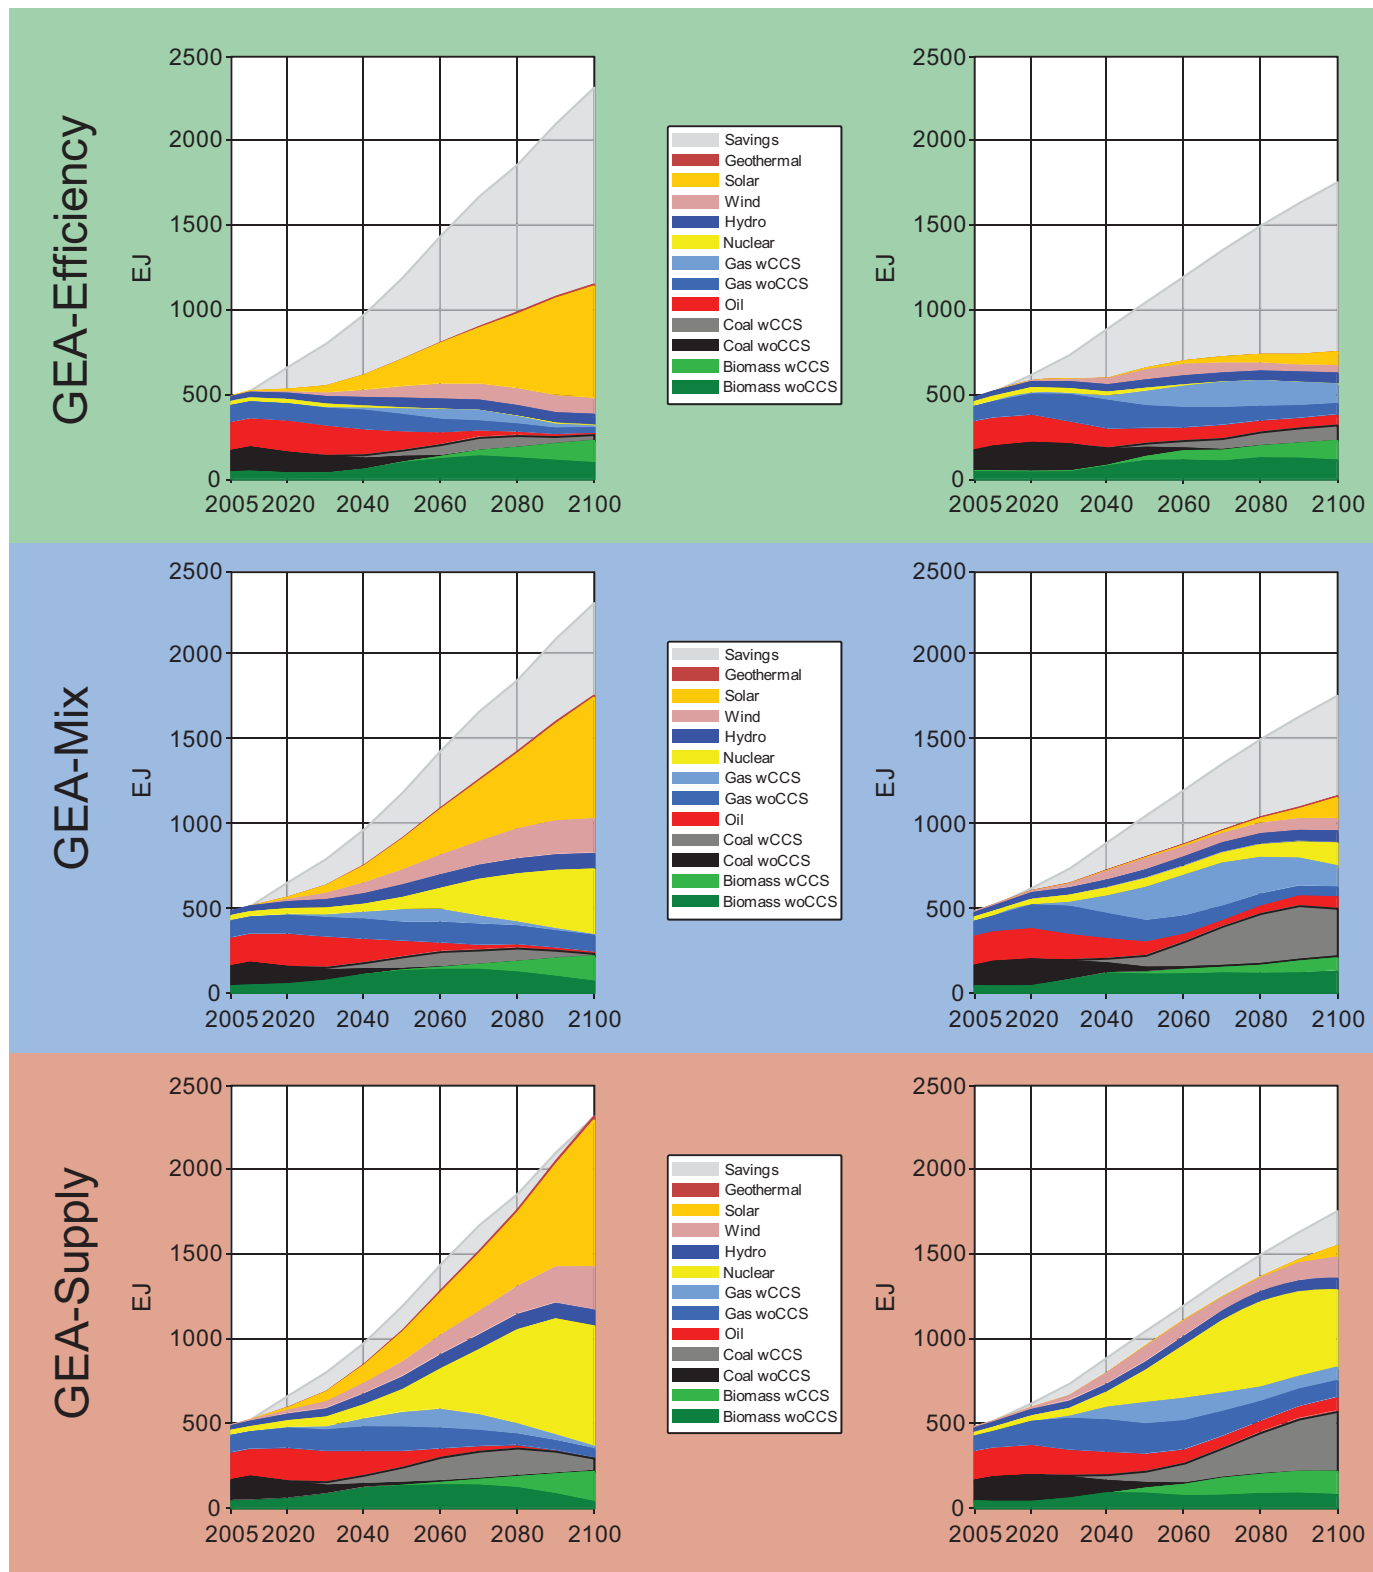 GEA-Efficiency
EJ
2500
2000
1500
1000
500
0
2005 2020 2040 2060 2080 2100
Savings
Geothermal
Solar
Wind
Hydro
Nuclear
Gas wCCS
Gas woCCS
Oil
Coal wCCS
Coal woCCS
Biomass wCCS
Biomass woCCS
EJ
2500
2000
1500
1000
500
0
2005 2020 2040 2060 2080 2100
GEA-Mix
EJ
2500
2000
1500
1000
500
0
2005 2020 2040 2060 2080 2100
Savings
Geothermal
Solar
Wind
Hydro
Nuclear
Gas wCCS
Gas woCCS
Oil
Coal wCCS
Coal woCCS
Biomass wCCS
Biomass woCCS
EJ
2500
2000
1500
1000
500
0
2005 2020 2040 2060 2080 2100
GEA-Supply
EJ
2500
2000
1500
1000
500
0
2005 2020 2040 2060 2080 2100
Savings
Geothermal
Solar
Wind
Hydro
Nuclear
Gas wCCS
Gas woCCS
Oil
Coal wCCS
Coal woCCS
Biomass wCCS
Biomass woCCS
EJ
2500
2000
1500
1000
500
0
2005 2020 2040 2060 2080 2100